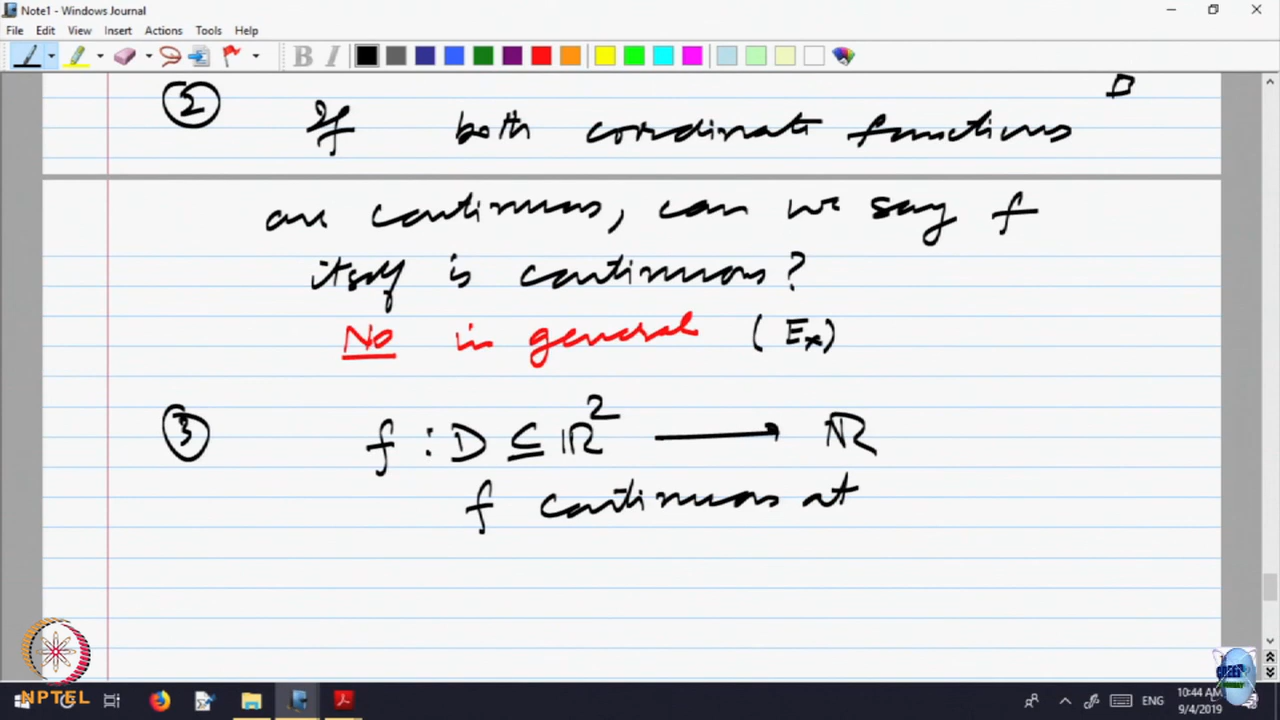 Note1 - Windows Journal
File Edit View Insert Actions Tools Help
B I
② If both coordinate functions
are continuous, can we say f
itself is continuous?
No in general (Ex)
③ f : D ⊆ ℝ² ⟶ ℝ
f continuous at
NPTEL
ENG
10:44 AM
9/4/2019